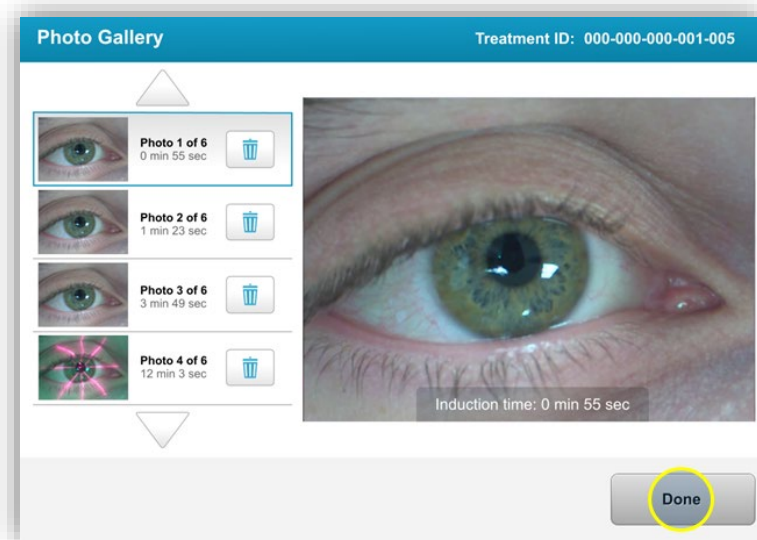 Photo Gallery
Treatment ID: 000-000-000-001-005
Photo 1 of 6
0 min 55 sec
Photo 2 of 6
1 min 23 sec
Photo 3 of 6
3 min 49 sec
Photo 4 of 6
12 min 3 sec
Induction time: 0 min 55 sec
Done